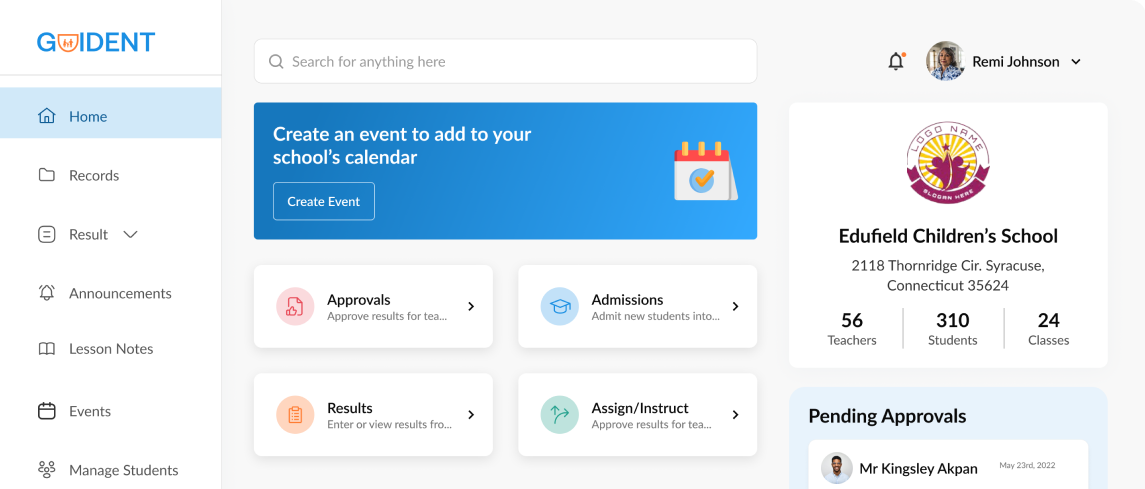 GUIDENT
Home
Records
Result
Announcements
Lesson Notes
Events
Manage Students
Search for anything here
Remi Johnson
Create an event to add to your
school's calendar
Create Event
Approvals
Approve results for tea...
Admissions
Admit new students into...
Results
Enter or view results fro...
Assign/Instruct
Approve results for tea...
LOGO NAME
SLOGAN HERE
Edufield Children's School
2118 Thornridge Cir. Syracuse,
Connecticut 35624
56 310 24
Teachers Students Classes
Pending Approvals
Mr Kingsley Akpan May 23rd, 2022